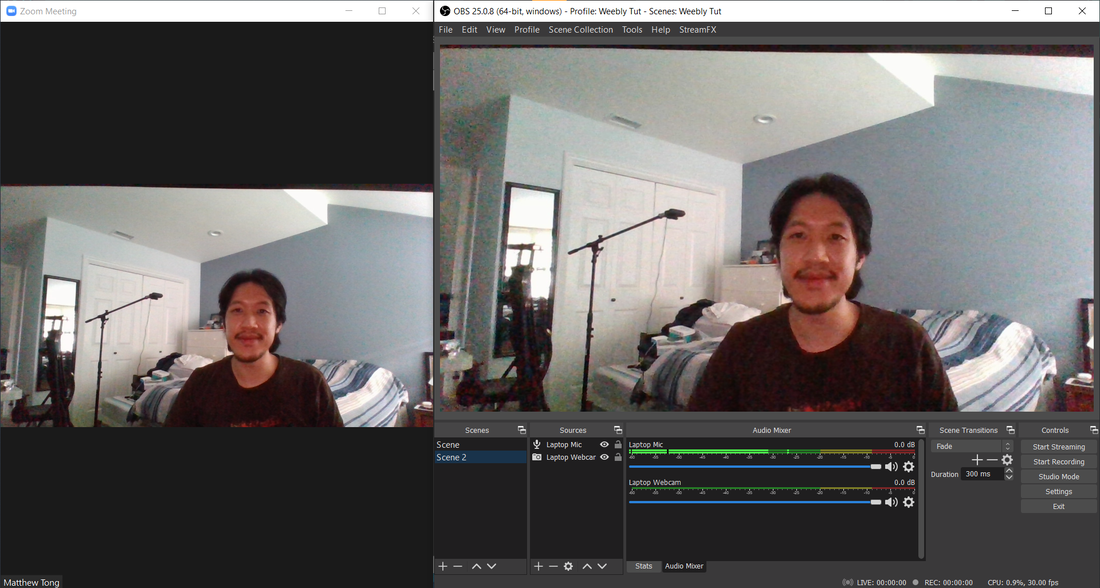 Zoom Meeting
OBS 25.0.8 (64-bit, windows) - Profile: Weebly Tut - Scenes: Weebly Tut
File Edit View Profile Scene Collection Tools Help StreamFX
Scenes
Scene
Scene 2
Sources
Laptop Mic
Laptop Webcar
Audio Mixer
Laptop Mic 0.0 dB
Laptop Webcam 0.0 dB
Stats Audio Mixer
Scene Transitions
Fade
Duration 300 ms
Controls
Start Streaming
Start Recording
Studio Mode
Settings
Exit
Matthew Tong
LIVE: 00:00:00 REC: 00:00:00 CPU: 0.9%, 30.00 fps